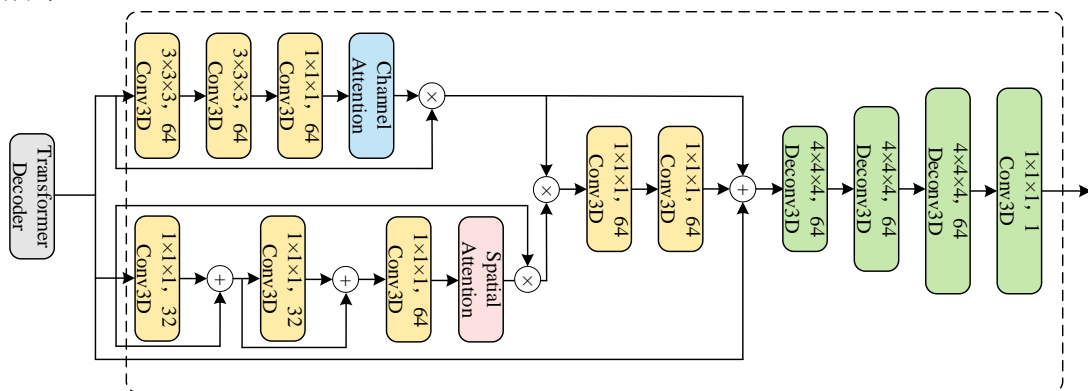 Transformer
Decoder
3×3×3, 64
Conv3D
3×3×3, 64
Conv3D
1×1×1, 64
Conv3D
Channel
Attention
×
1×1×1, 32
Conv3D
+
1×1×1, 32
Conv3D
+
1×1×1, 64
Conv3D
Spatial
Attention
×
×
1×1×1, 64
Conv3D
1×1×1, 64
Conv3D
+
4×4×4, 64
Deconv3D
4×4×4, 64
Deconv3D
4×4×4, 64
Deconv3D
1×1×1, 1
Conv3D